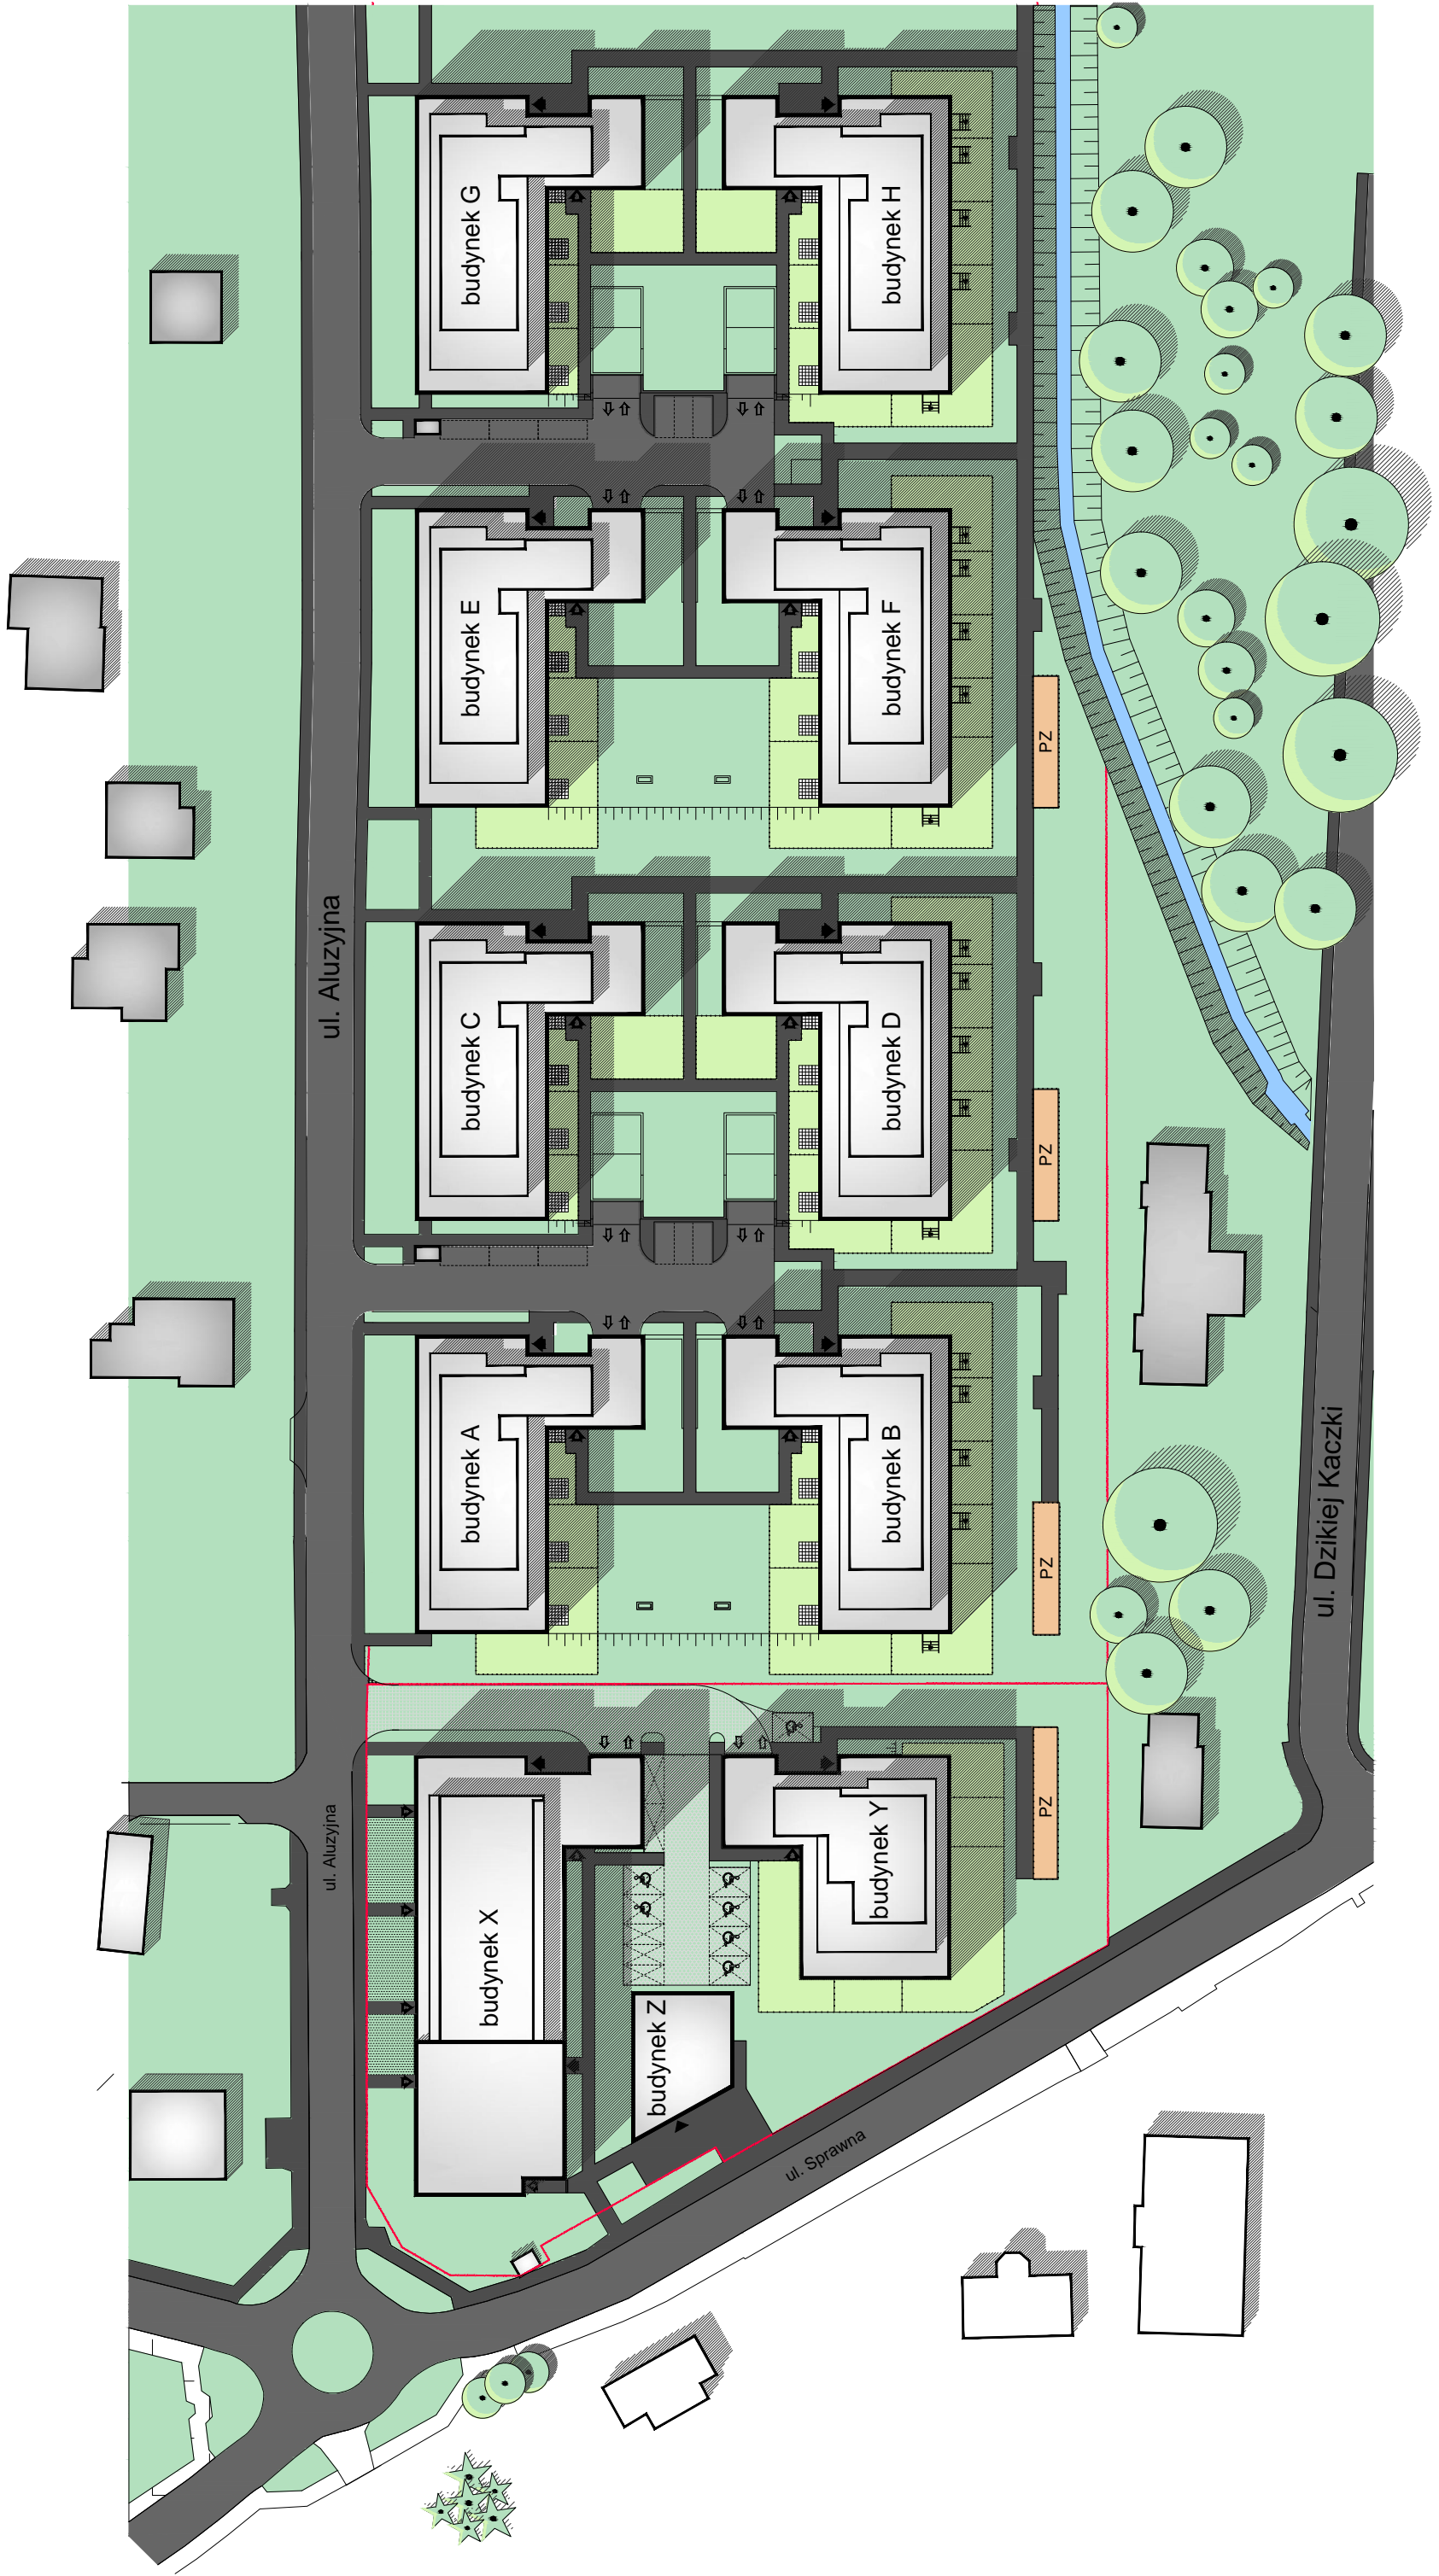 budynek G
budynek H
budynek E
budynek F
PZ
ul. Aluzyjna
budynek C
budynek D
PZ
budynek A
budynek B
PZ
ul. Dzikiej Kaczki
ul. Aluzyjna
budynek X
budynek Y
PZ
budynek Z
ul. Sprawna